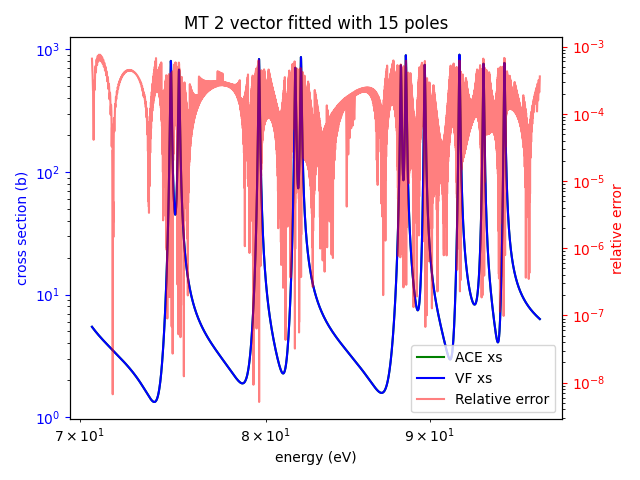 MT 2 vector fitted with 15 poles
10³
10²
10¹
10⁰
cross section (b)
10⁻³
10⁻⁴
10⁻⁵
10⁻⁶
10⁻⁷
10⁻⁸
relative error
ACE xs
VF xs
Relative error
7 × 10¹
8 × 10¹
9 × 10¹
energy (eV)